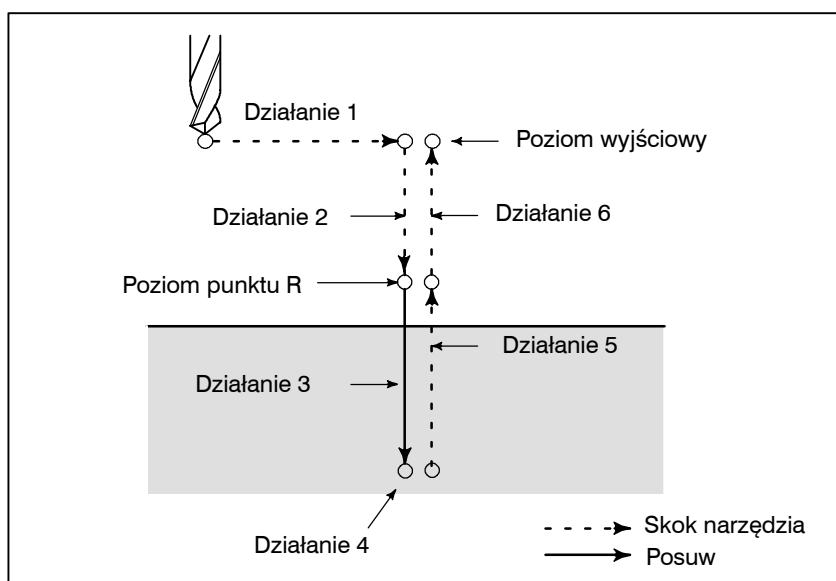 Działanie 1
Poziom wyjściowy
Działanie 2
Działanie 6
Poziom punktu R
Działanie 5
Działanie 3
Działanie 4
Skok narzędzia
Posuw